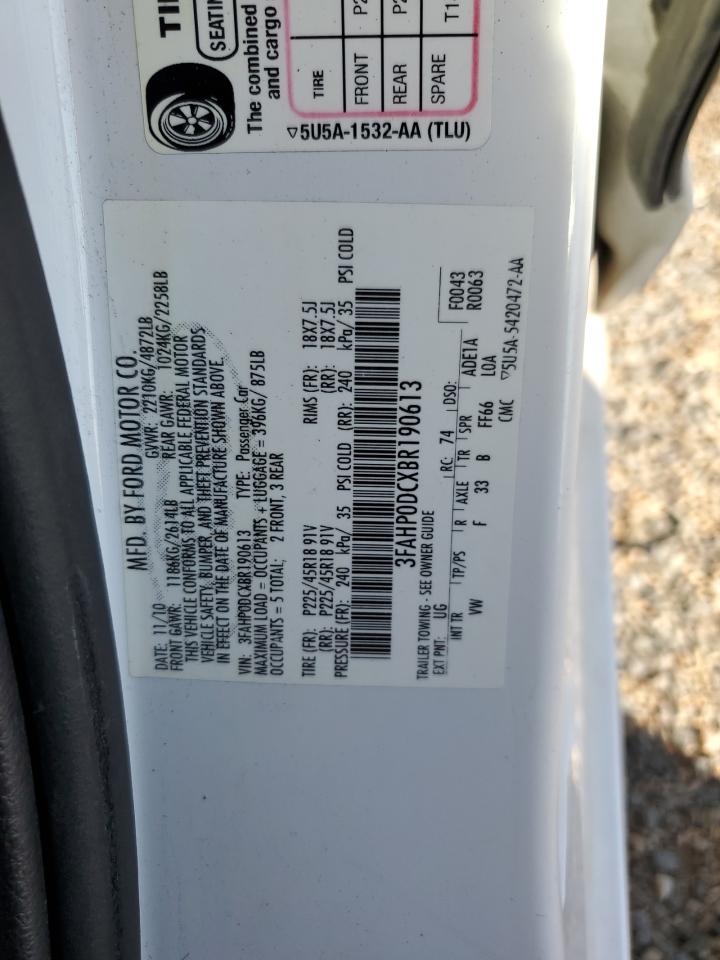 TIR
SEATIN
The combined
and cargo
TIRE
FRONT P2
REAR P2
SPARE T1
▽5U5A-1532-AA (TLU)
MFD. BY FORD MOTOR CO.
DATE: 11/10 GVWR: 2210KG/4872LB
FRONT GAWR: 1186KG/2614LB REAR GAWR: 1024KG/2258LB
THIS VEHICLE CONFORMS TO ALL APPLICABLE FEDERAL MOTOR
VEHICLE SAFETY, BUMPER, AND THEFT PREVENTION STANDARDS
IN EFFECT ON THE DATE OF MANUFACTURE SHOWN ABOVE.
VIN: 3FAHP0DCXBR190613 TYPE: Passenger Car
MAXIMUM LOAD = OCCUPANTS + LUGGAGE = 396KG/ 875LB
OCCUPANTS = 5 TOTAL; 2 FRONT, 3 REAR
TIRE (FR): P225/45R18 91V RIMS (FR): 18X7.5J
(RR): P225/45R18 91V (RR): 18X7.5J
PRESSURE (FR): 240 kPa/ 35 PSI COLD (RR): 240 kPa/ 35 PSI COLD
3FAHP0DCXBR190613
TRAILER TOWING - SEE OWNER GUIDE F0043
EXT PNT: UG RC: 74 DSO: R0063
INT TR TP/PS R AXLE TR SPR ADE1A
VW F 33 B FF66 L0A
CMC ▽5U5A-5420472-AA